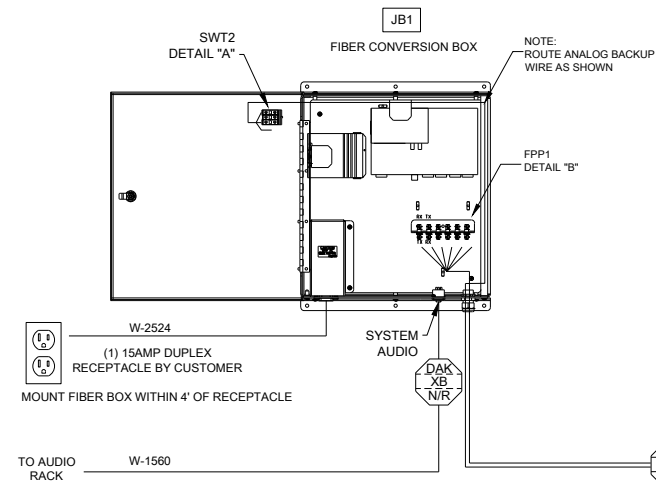 JB1
SWT2
DETAIL "A"
FIBER CONVERSION BOX
NOTE:
ROUTE ANALOG BACKUP
WIRE AS SHOWN
FPP1
DETAIL "B"
RX TX
TX RX
W-2524
(1) 15AMP DUPLEX
RECEPTACLE BY CUSTOMER
MOUNT FIBER BOX WITHIN 4' OF RECEPTACLE
SYSTEM
AUDIO
DAK
XB
N/R
TO AUDIO
RACK
W-1560